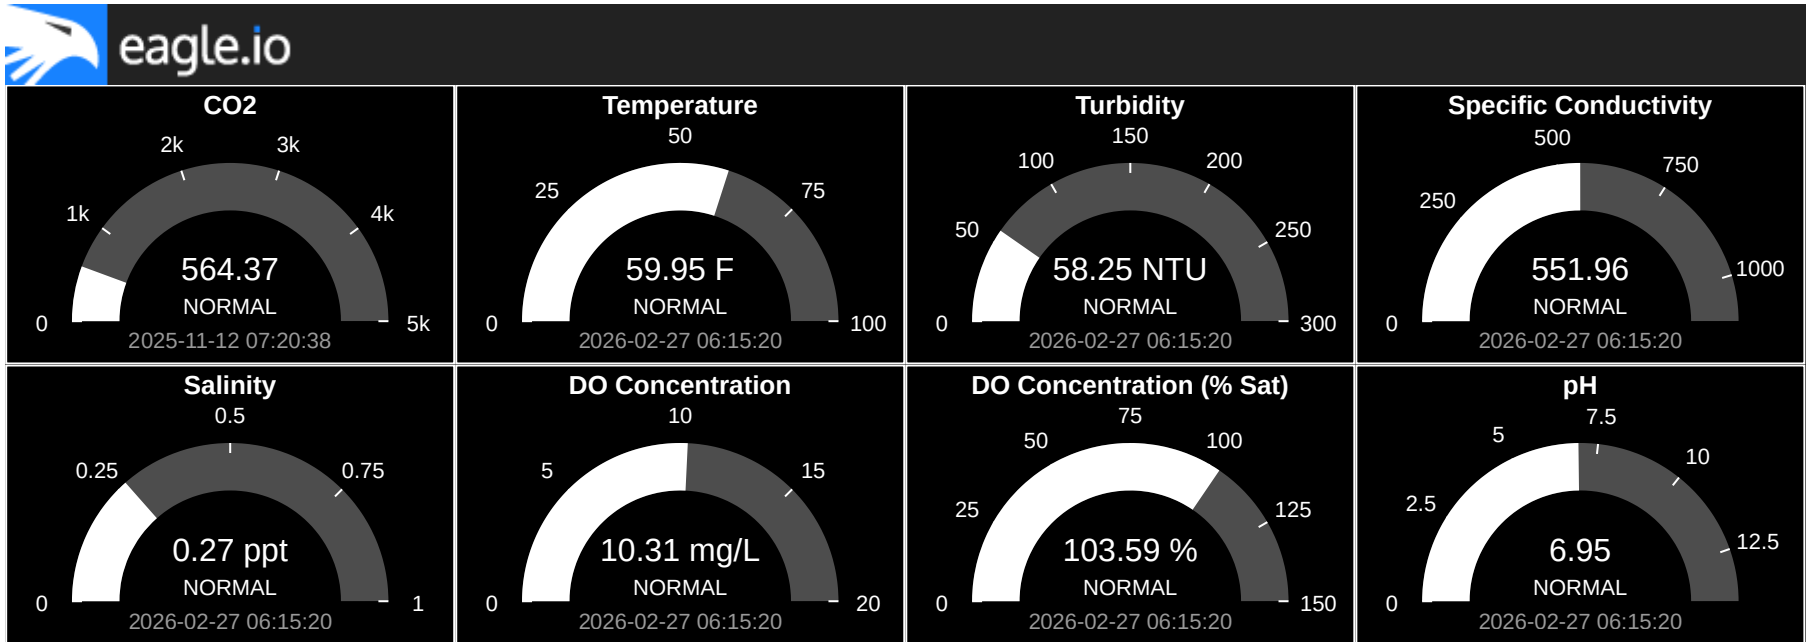 eagle.io
CO2
0
1k
2k
3k
4k
5k
564.37
NORMAL
2025-11-12 07:20:38
Temperature
0
25
50
75
100
59.95 F
NORMAL
2026-02-27 06:15:20
Turbidity
0
50
100
150
200
250
300
58.25 NTU
NORMAL
2026-02-27 06:15:20
Specific Conductivity
0
250
500
750
1000
551.96
NORMAL
2026-02-27 06:15:20
Salinity
0
0.25
0.5
0.75
1
0.27 ppt
NORMAL
2026-02-27 06:15:20
DO Concentration
0
5
10
15
20
10.31 mg/L
NORMAL
2026-02-27 06:15:20
DO Concentration (% Sat)
0
25
50
75
100
125
150
103.59 %
NORMAL
2026-02-27 06:15:20
pH
0
2.5
5
7.5
10
12.5
6.95
NORMAL
2026-02-27 06:15:20